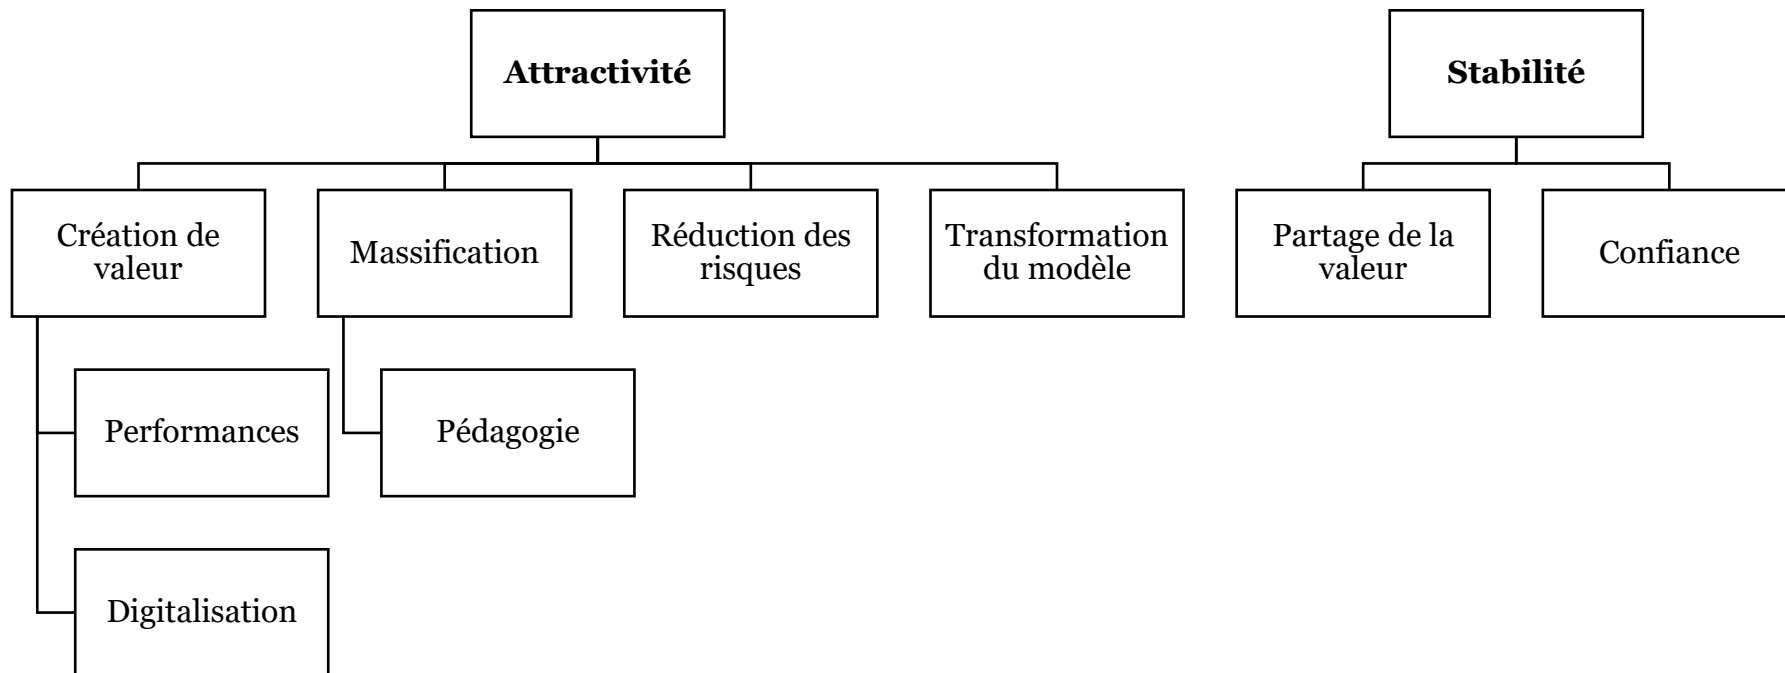 Attractivité
Stabilité
Création de
valeur
Massification
Réduction des
risques
Transformation
du modèle
Partage de la
valeur
Confiance
Performances
Pédagogie
Digitalisation